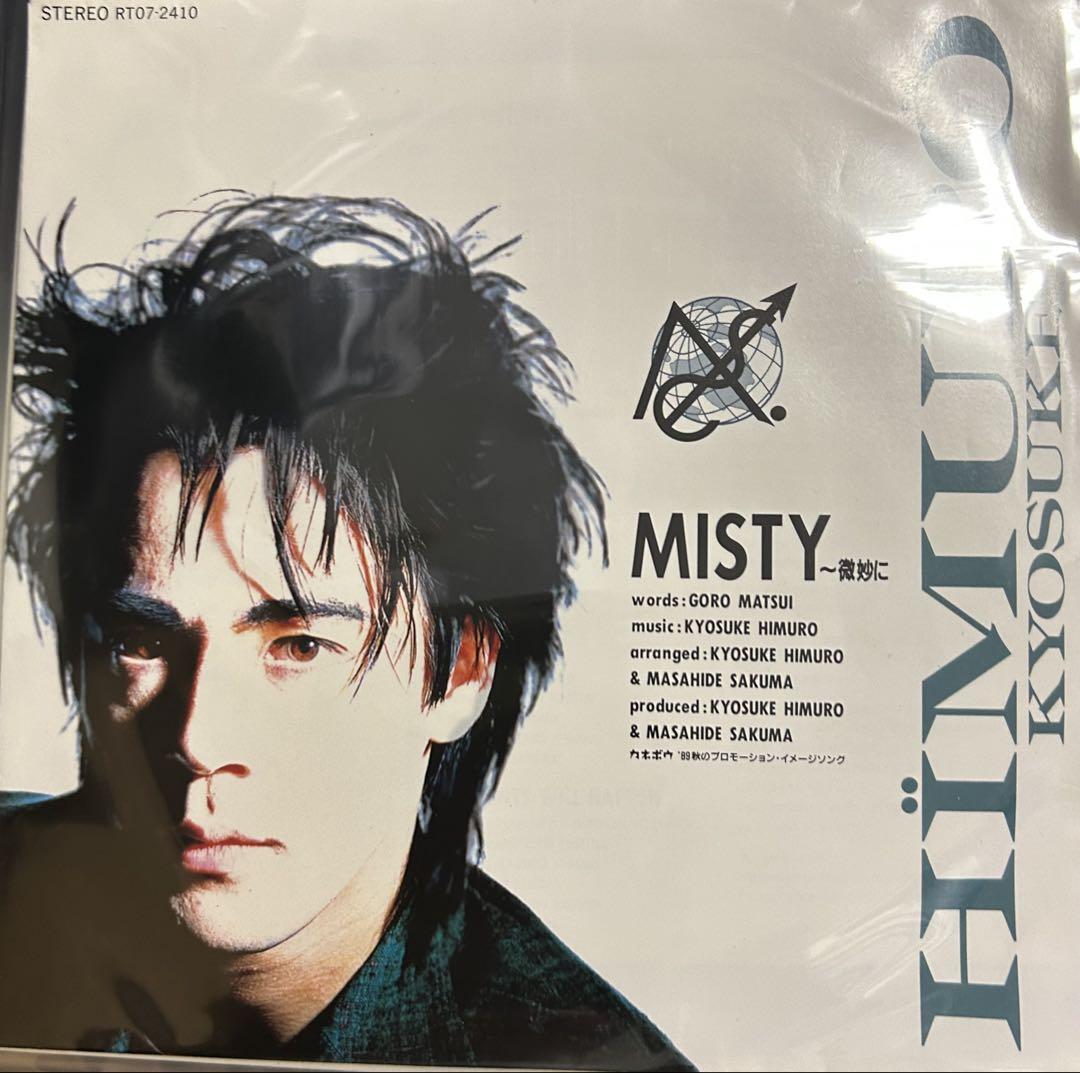 STEREO RT07-2410
MISTY~微妙に
words:GORO MATSUI
music:KYOSUKE HIMURO
arranged:KYOSUKE HIMURO
& MASAHIDE SAKUMA
produced:KYOSUKE HIMURO
& MASAHIDE SAKUMA
カネボウ '89秋のプロモーション・イメージソング
KYOSUKE